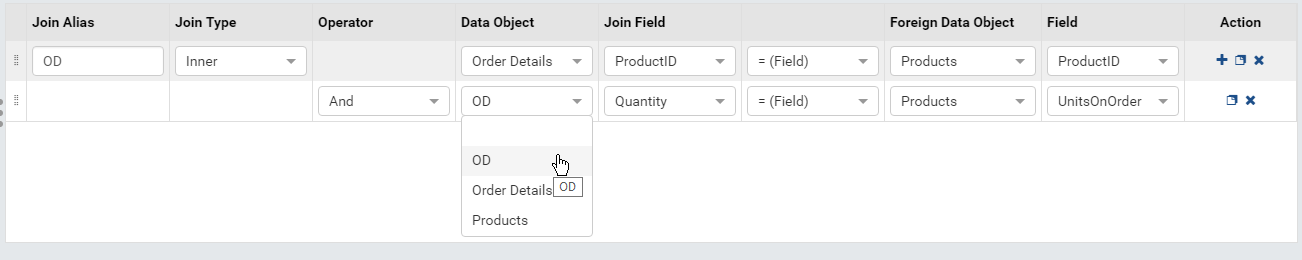 Join Alias Join Type Operator Data Object Join Field Foreign Data Object Field Action
OD Inner Order Details ProductID = (Field) Products ProductID
And OD Quantity = (Field) Products UnitsOnOrder
OD
Order Details OD
Products